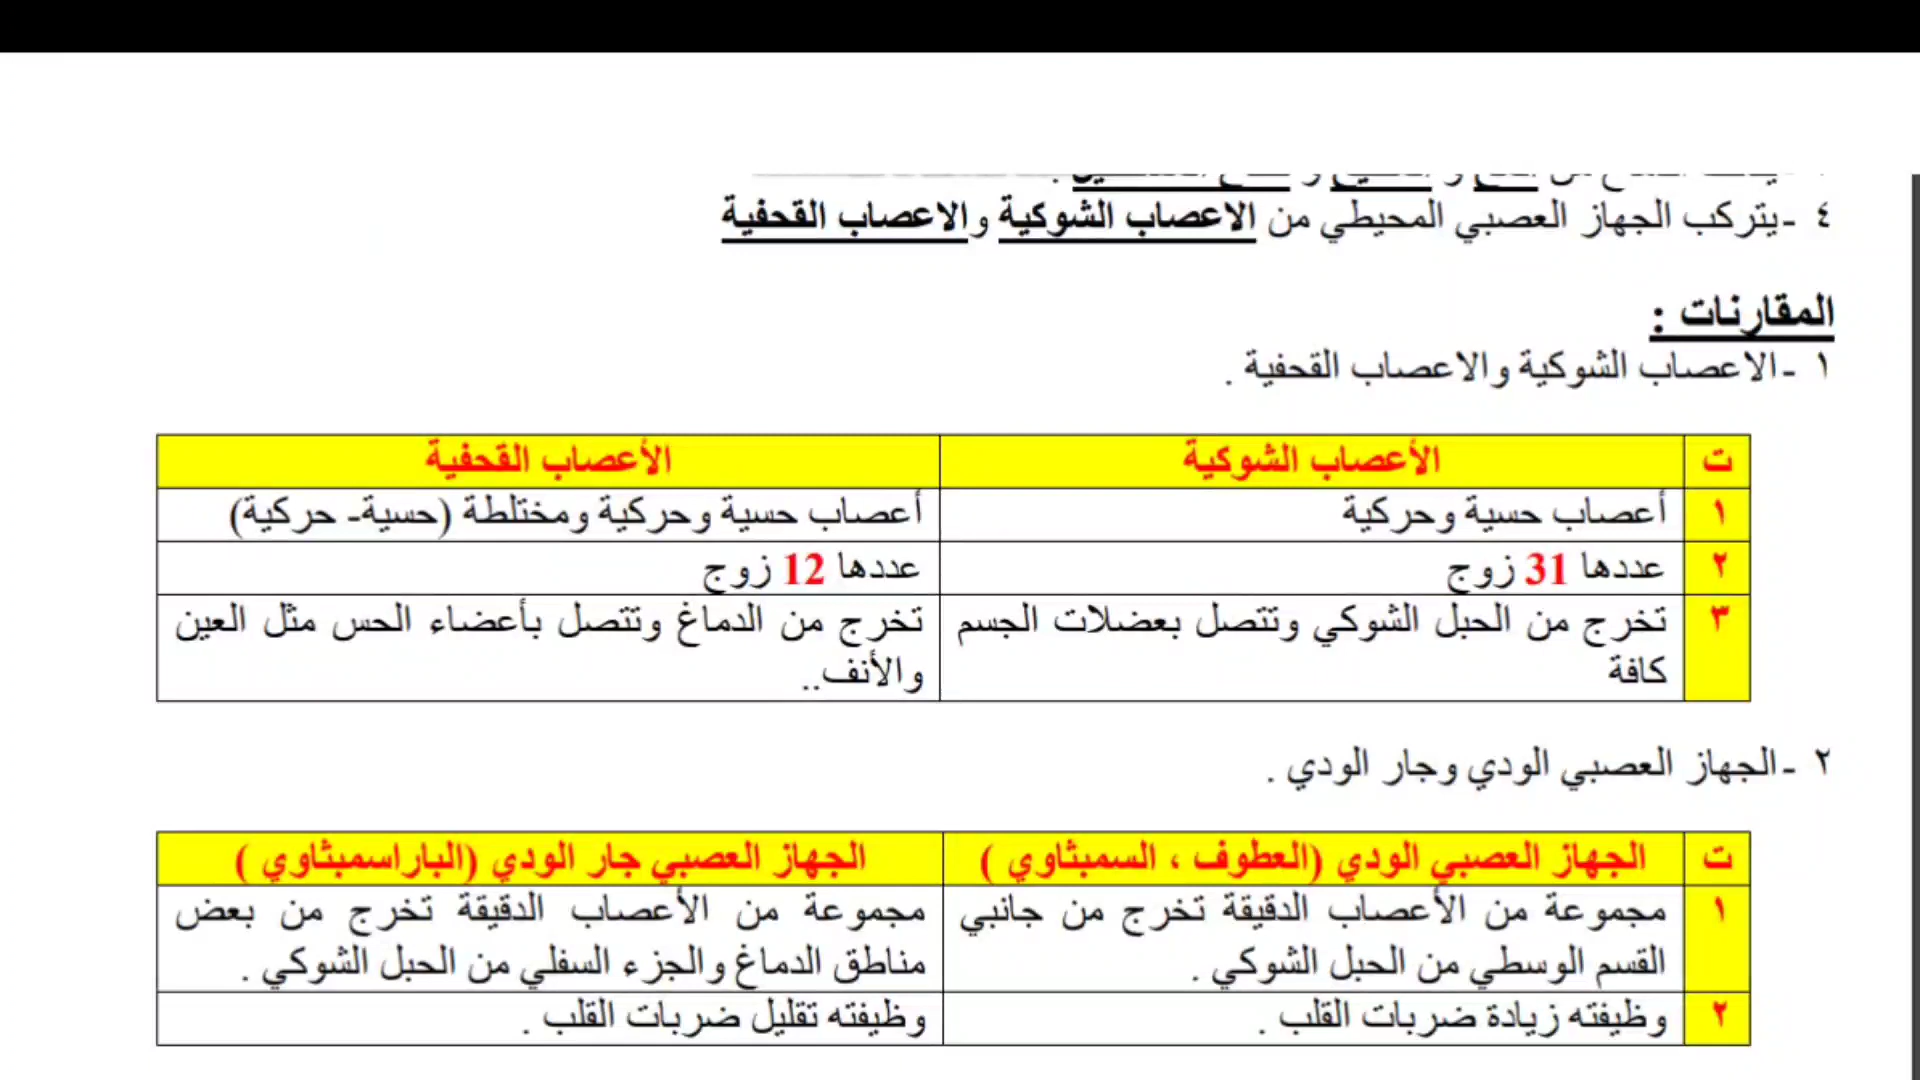 ٤ -يتركب الجهاز العصبي المحيطي من الاعصاب الشوكية والاعصاب القحفية
المقارنات :
١ -الاعصاب الشوكية والاعصاب القحفية .
ت الأعصاب الشوكية الأعصاب القحفية
١ أعصاب حسية وحركية أعصاب حسية وحركية ومختلطة (حسية- حركية)
٢ عددها 31 زوج عددها 12 زوج
٣ تخرج من الحبل الشوكي وتتصل بعضلات الجسم
كافة
تخرج من الدماغ وتتصل بأعضاء الحس مثل العين
والأنف..
٢ -الجهاز العصبي الودي وجار الودي .
ت الجهاز العصبي الودي (العطوف ، السمبثاوي ) الجهاز العصبي جار الودي (الباراسمبثاوي )
١ مجموعة من الأعصاب الدقيقة تخرج من جانبي
القسم الوسطي من الحبل الشوكي .
مجموعة من الأعصاب الدقيقة تخرج من بعض
مناطق الدماغ والجزء السفلي من الحبل الشوكي .
٢ وظيفته زيادة ضربات القلب . وظيفته تقليل ضربات القلب .